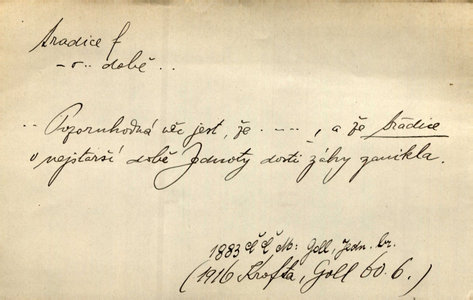 tradice f
– v .. době ..
.. Pozoruhodná věc jest, že - - - -, a že tradice
o nejstarší době Jednoty dosti záhy zanikla.
1883 Č Č M: Goll, Jedn. br.
(1916 Krofta, Goll 60. 6.)